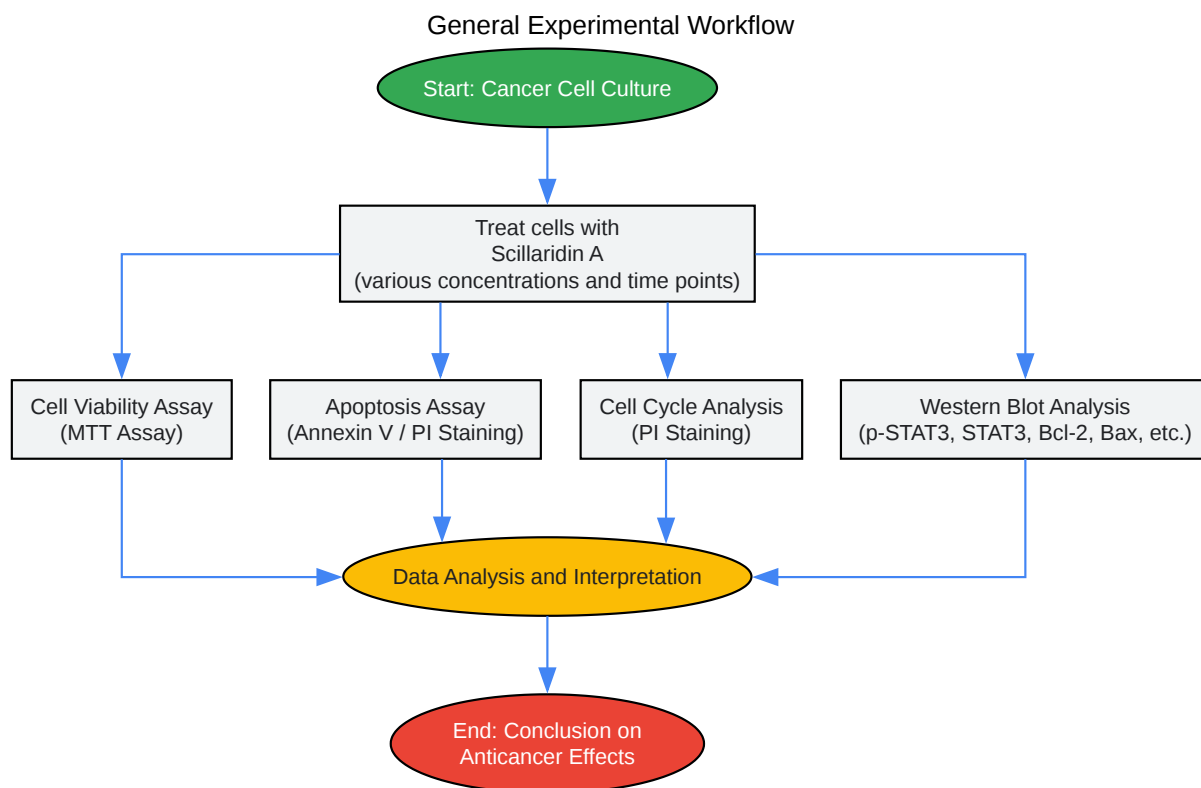 General Experimental Workflow
Start: Cancer Cell Culture
Treat cells with
Scillaridin A
(various concentrations and time points)
Cell Viability Assay
(MTT Assay)
Apoptosis Assay
(Annexin V / PI Staining)
Cell Cycle Analysis
(PI Staining)
Western Blot Analysis
(p-STAT3, STAT3, Bcl-2, Bax, etc.)
Data Analysis and Interpretation
End: Conclusion on
Anticancer Effects